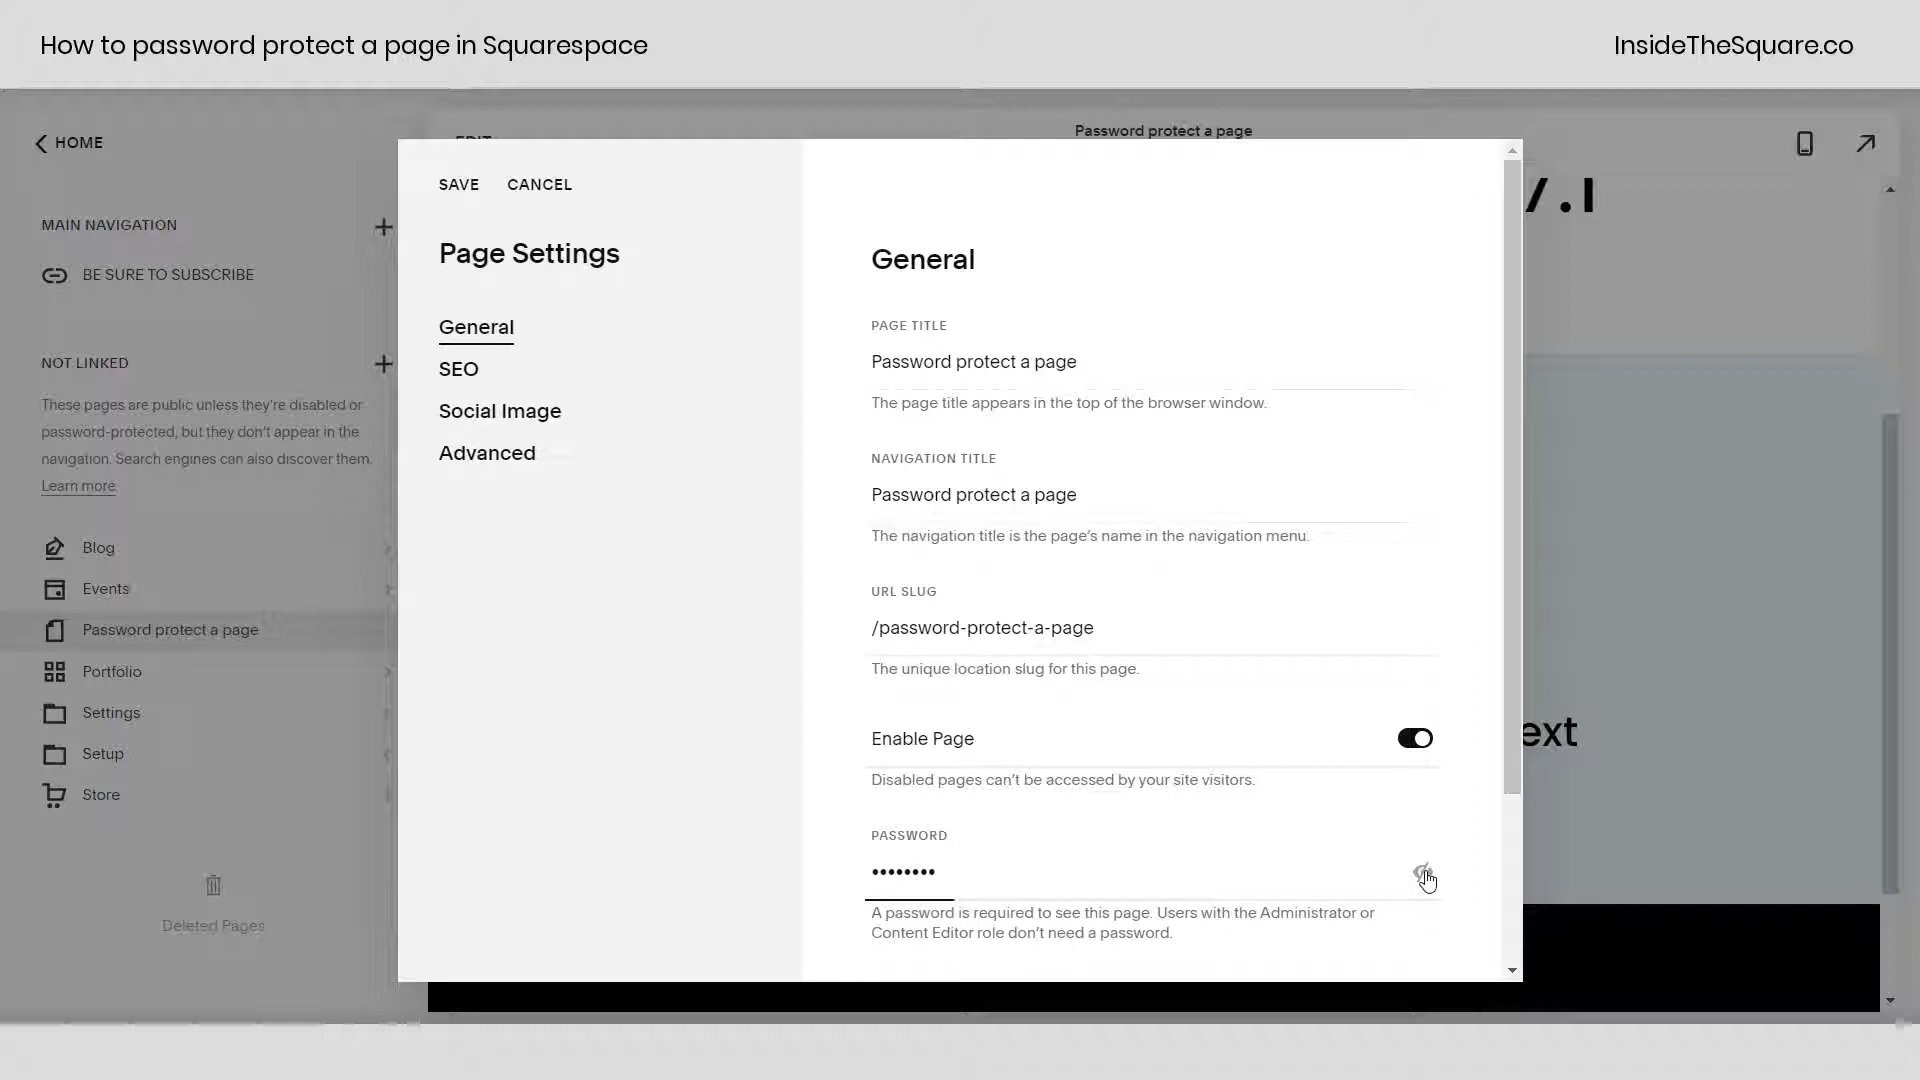 How to password protect a page in Squarespace
InsideTheSquare.co
HOME
MAIN NAVIGATION
BE SURE TO SUBSCRIBE
NOT LINKED
These pages are public unless they're disabled or
password-protected, but they don't appear in the
navigation. Search engines can also discover them.
Learn more
Blog
Events
Password protect a page
Portfolio
Settings
Setup
Store
Deleted Pages
EDIT
Password protect a page
SAVE CANCEL
Page Settings
General
SEO
Social Image
Advanced
General
PAGE TITLE
Password protect a page
The page title appears in the top of the browser window.
NAVIGATION TITLE
Password protect a page
The navigation title is the page's name in the navigation menu.
URL SLUG
/password-protect-a-page
The unique location slug for this page.
Enable Page
Disabled pages can't be accessed by your site visitors.
PASSWORD
••••••••
A password is required to see this page. Users with the Administrator or
Content Editor role don't need a password.
7.1
ext